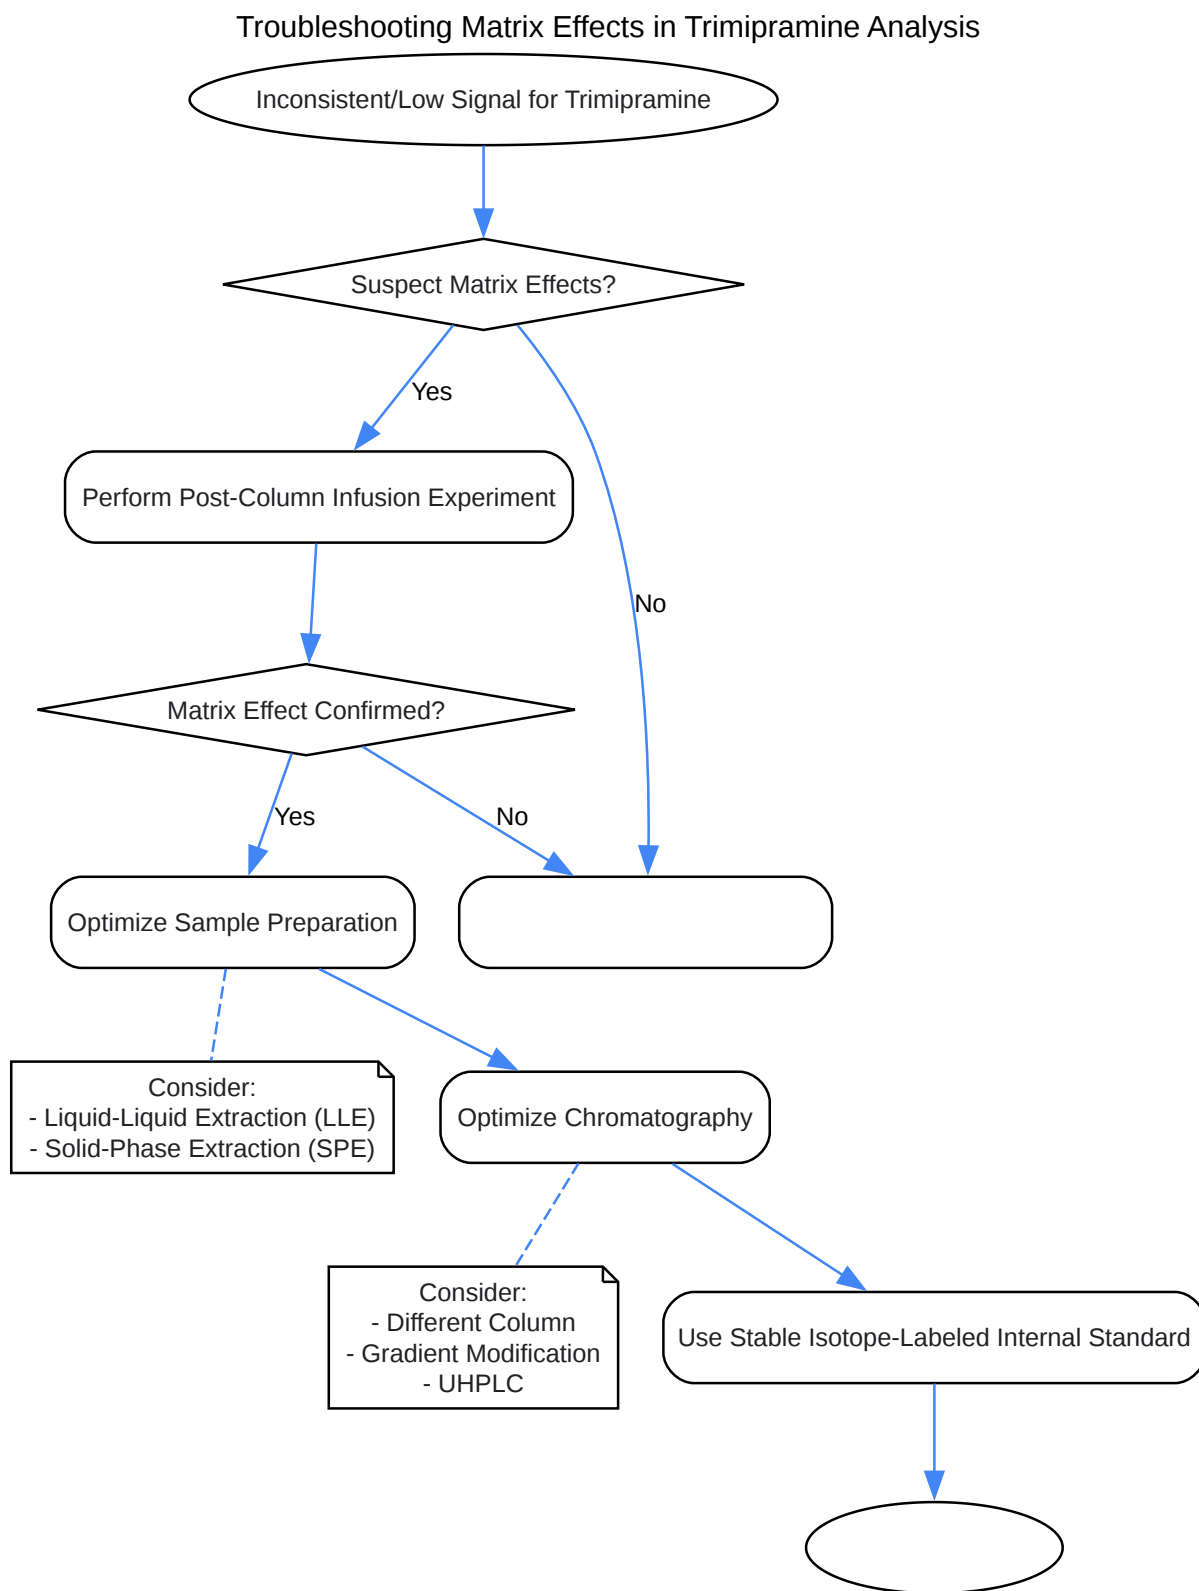 Troubleshooting Matrix Effects in Trimipramine Analysis
Inconsistent/Low Signal for Trimipramine
Suspect Matrix Effects?
Yes
Perform Post-Column Infusion Experiment
No
Matrix Effect Confirmed?
Yes
No
Optimize Sample Preparation
Consider:
- Liquid-Liquid Extraction (LLE)
- Solid-Phase Extraction (SPE)
Optimize Chromatography
Consider:
- Different Column
- Gradient Modification
- UHPLC
Use Stable Isotope-Labeled Internal Standard